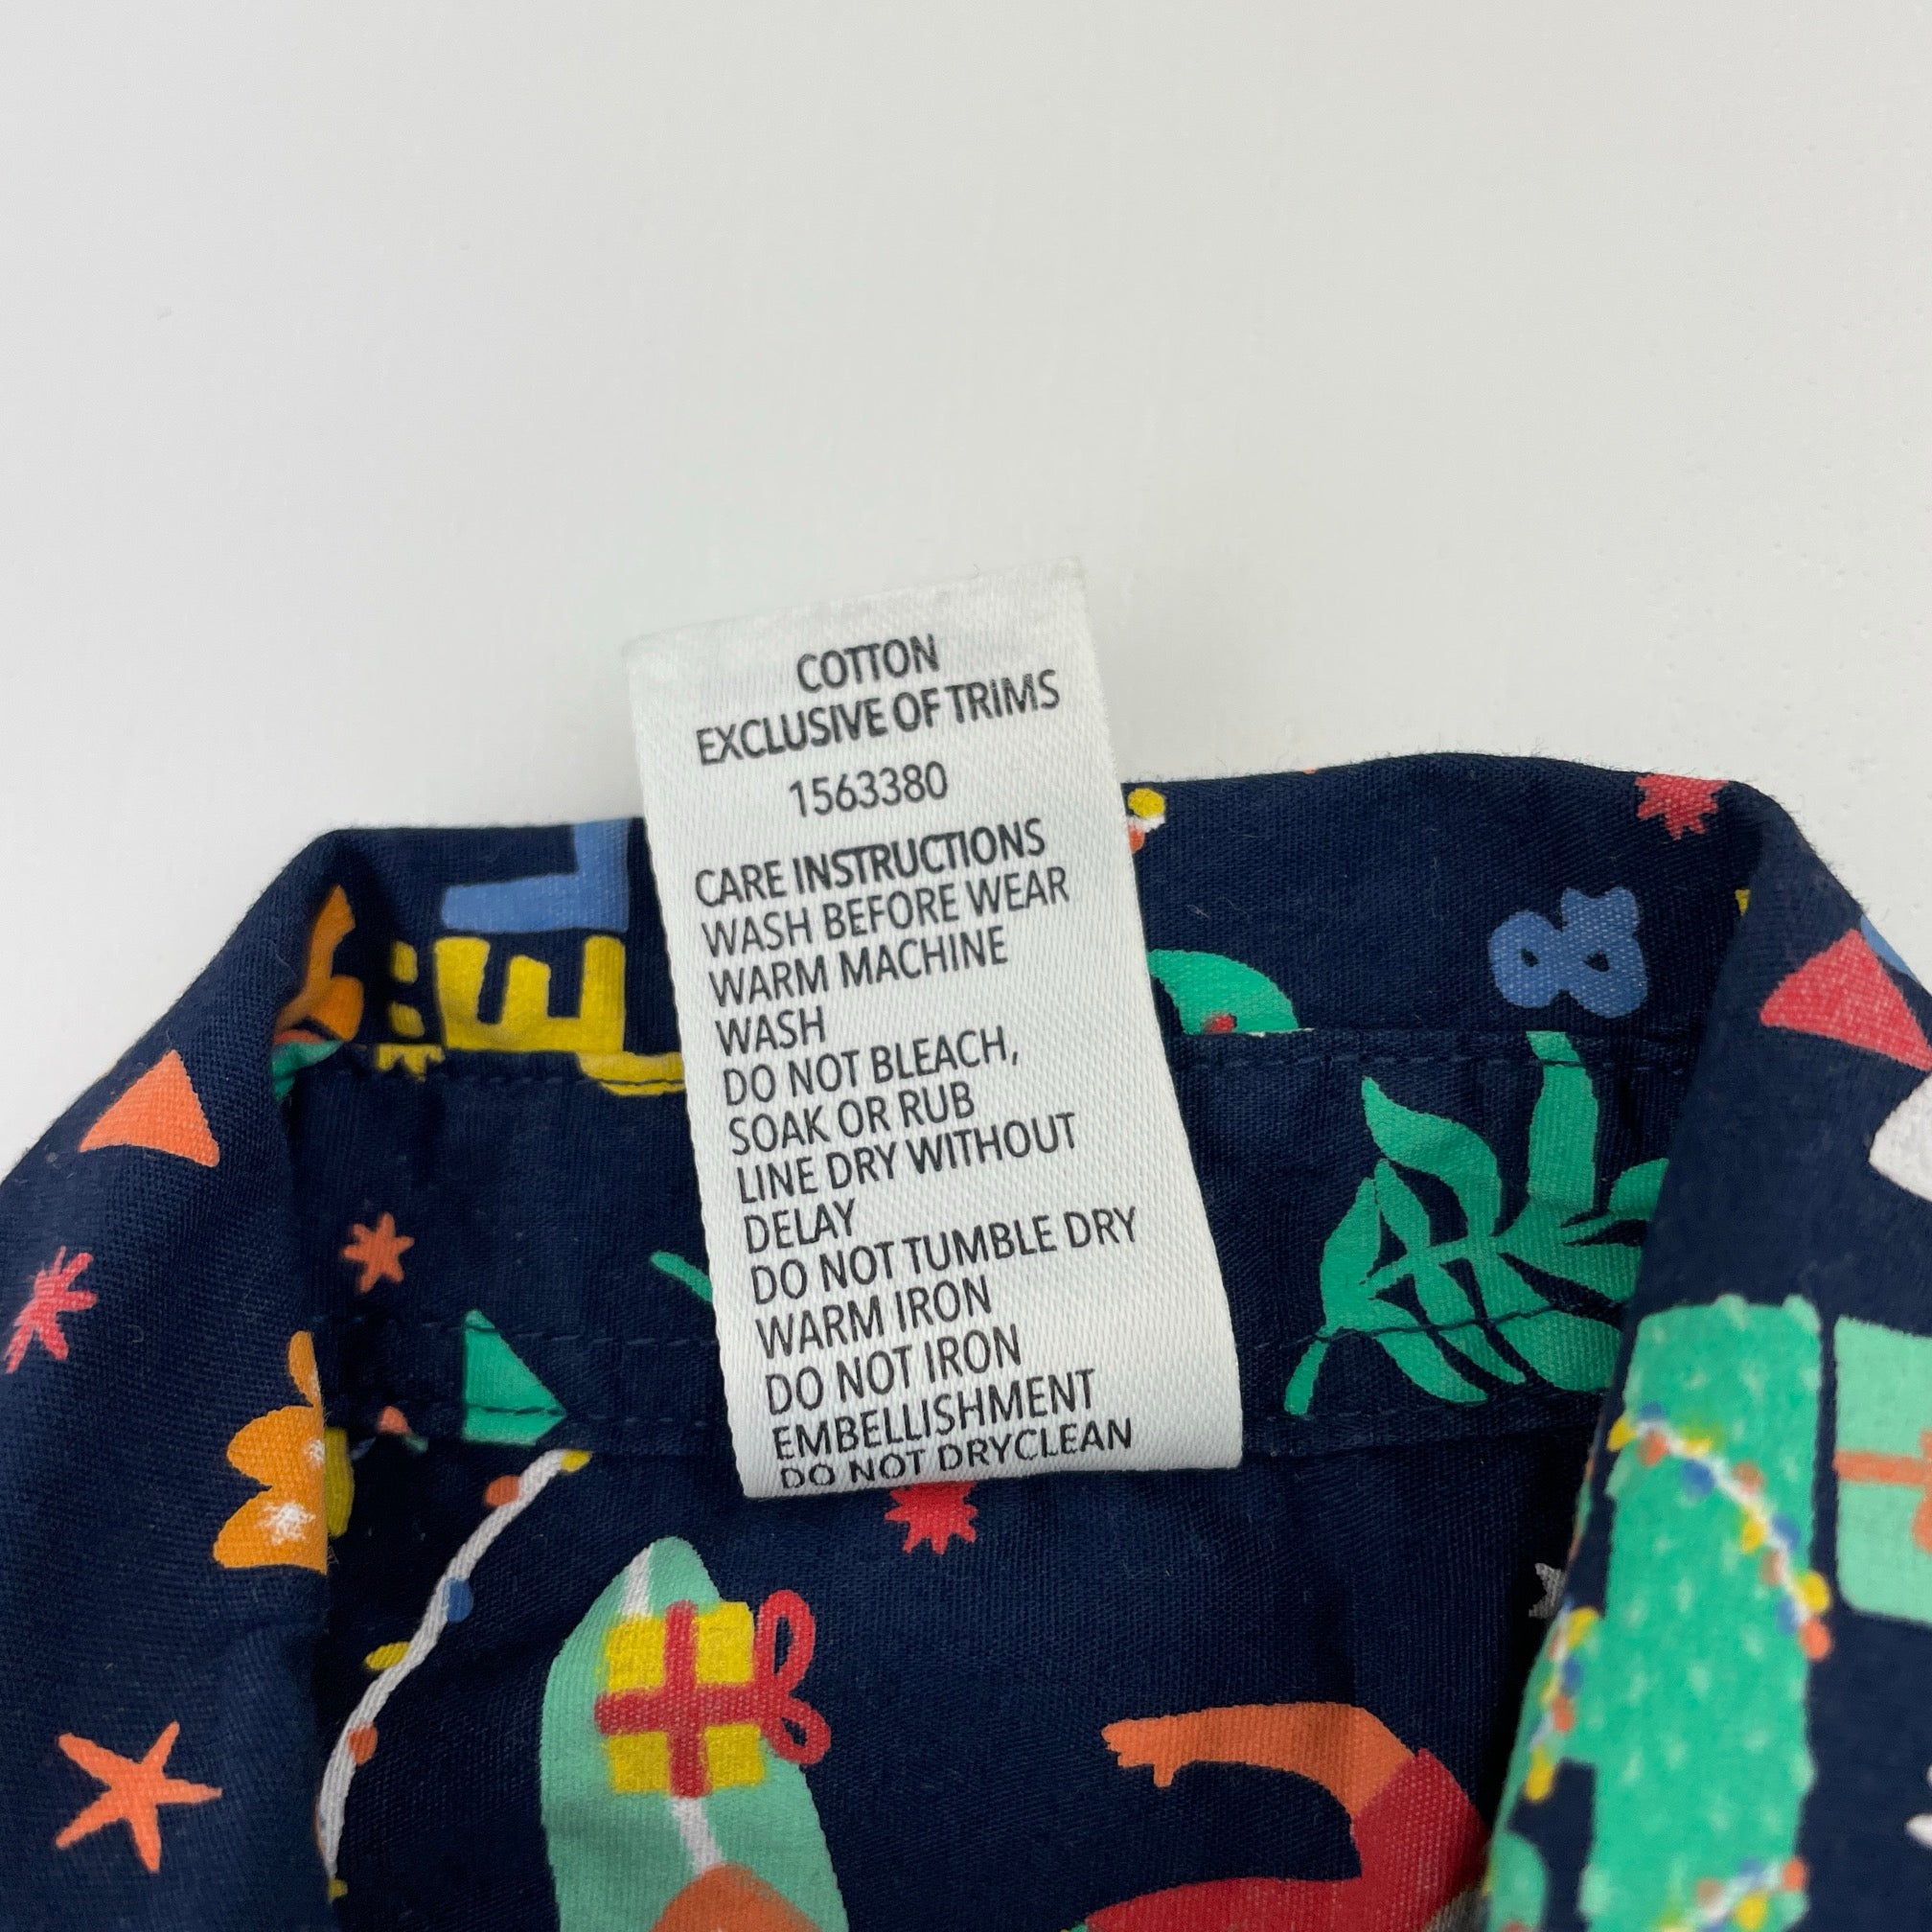 COTTON
EXCLUSIVE OF TRIMS
1563380
CARE INSTRUCTIONS
WASH BEFORE WEAR
WARM MACHINE
WASH
DO NOT BLEACH,
SOAK OR RUB
LINE DRY WITHOUT
DELAY
DO NOT TUMBLE DRY
WARM IRON
DO NOT IRON
EMBELLISHMENT
DO NOT DRYCLEAN